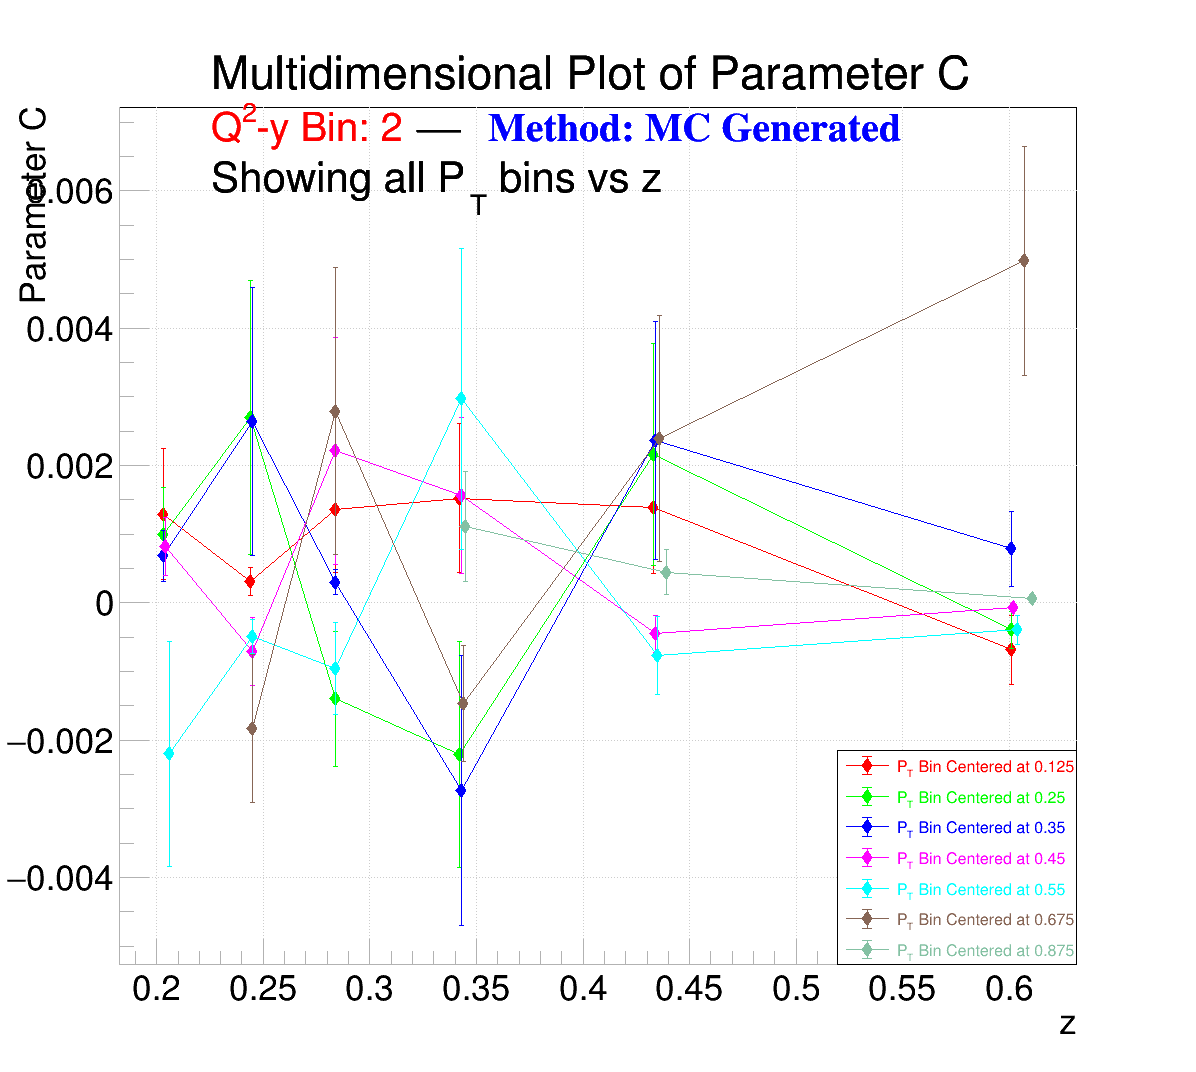 Multidimensional Plot of Parameter C
Q2-y Bin: 2 — Method: MC Generated
Showing all PT bins vs z
Parameter C
0.006
0.004
0.002
0
−0.002
−0.004
0.2 0.25 0.3 0.35 0.4 0.45 0.5 0.55 0.6
z
PT Bin Centered at 0.125
PT Bin Centered at 0.25
PT Bin Centered at 0.35
PT Bin Centered at 0.45
PT Bin Centered at 0.55
PT Bin Centered at 0.675
PT Bin Centered at 0.875